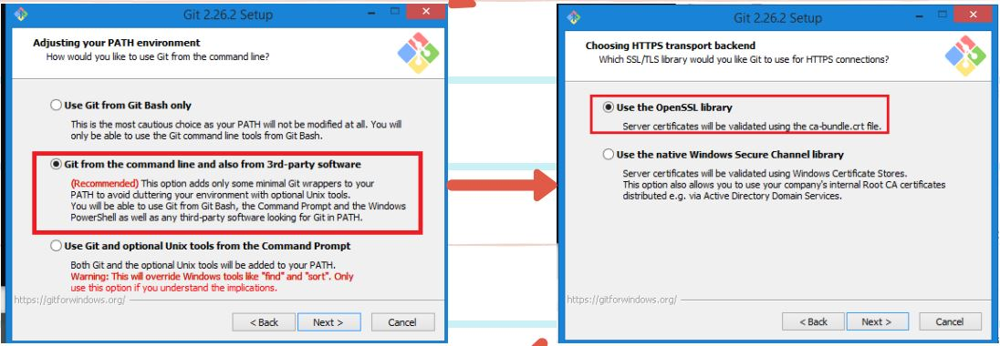 Git 2.26.2 Setup
Adjusting your PATH environment
How would you like to use Git from the command line?
Use Git from Git Bash only
This is the most cautious choice as your PATH will not be modified at all. You will
only be able to use the Git command line tools from Git Bash.
Git from the command line and also from 3rd-party software
(Recommended) This option adds only some minimal Git wrappers to your
PATH to avoid cluttering your environment with optional Unix tools.
You will be able to use Git from Git Bash, the Command Prompt and the Windows
PowerShell as well as any third-party software looking for Git in PATH.
Use Git and optional Unix tools from the Command Prompt
Both Git and the optional Unix tools will be added to your PATH.
Warning: This will override Windows tools like "find" and "sort". Only
use this option if you understand the implications.
https://gitforwindows.org/
< Back
Next >
Cancel
Git 2.26.2 Setup
Choosing HTTPS transport backend
Which SSL/TLS library would you like Git to use for HTTPS connections?
Use the OpenSSL library
Server certificates will be validated using the ca-bundle.crt file.
Use the native Windows Secure Channel library
Server certificates will be validated using Windows Certificate Stores.
This option also allows you to use your company's internal Root CA certificates
distributed e.g. via Active Directory Domain Services.
https://gitforwindows.org/
< Back
Next >
Cancel